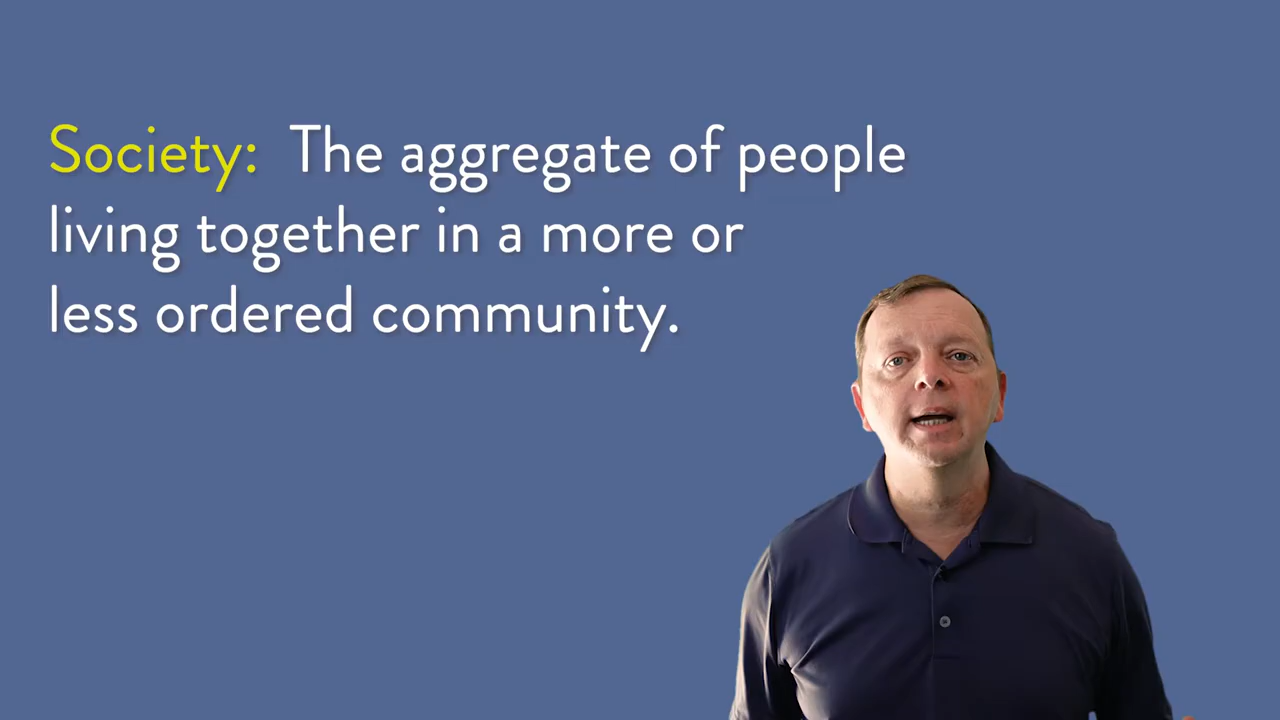 Society: The aggregate of people
living together in a more or
less ordered community.